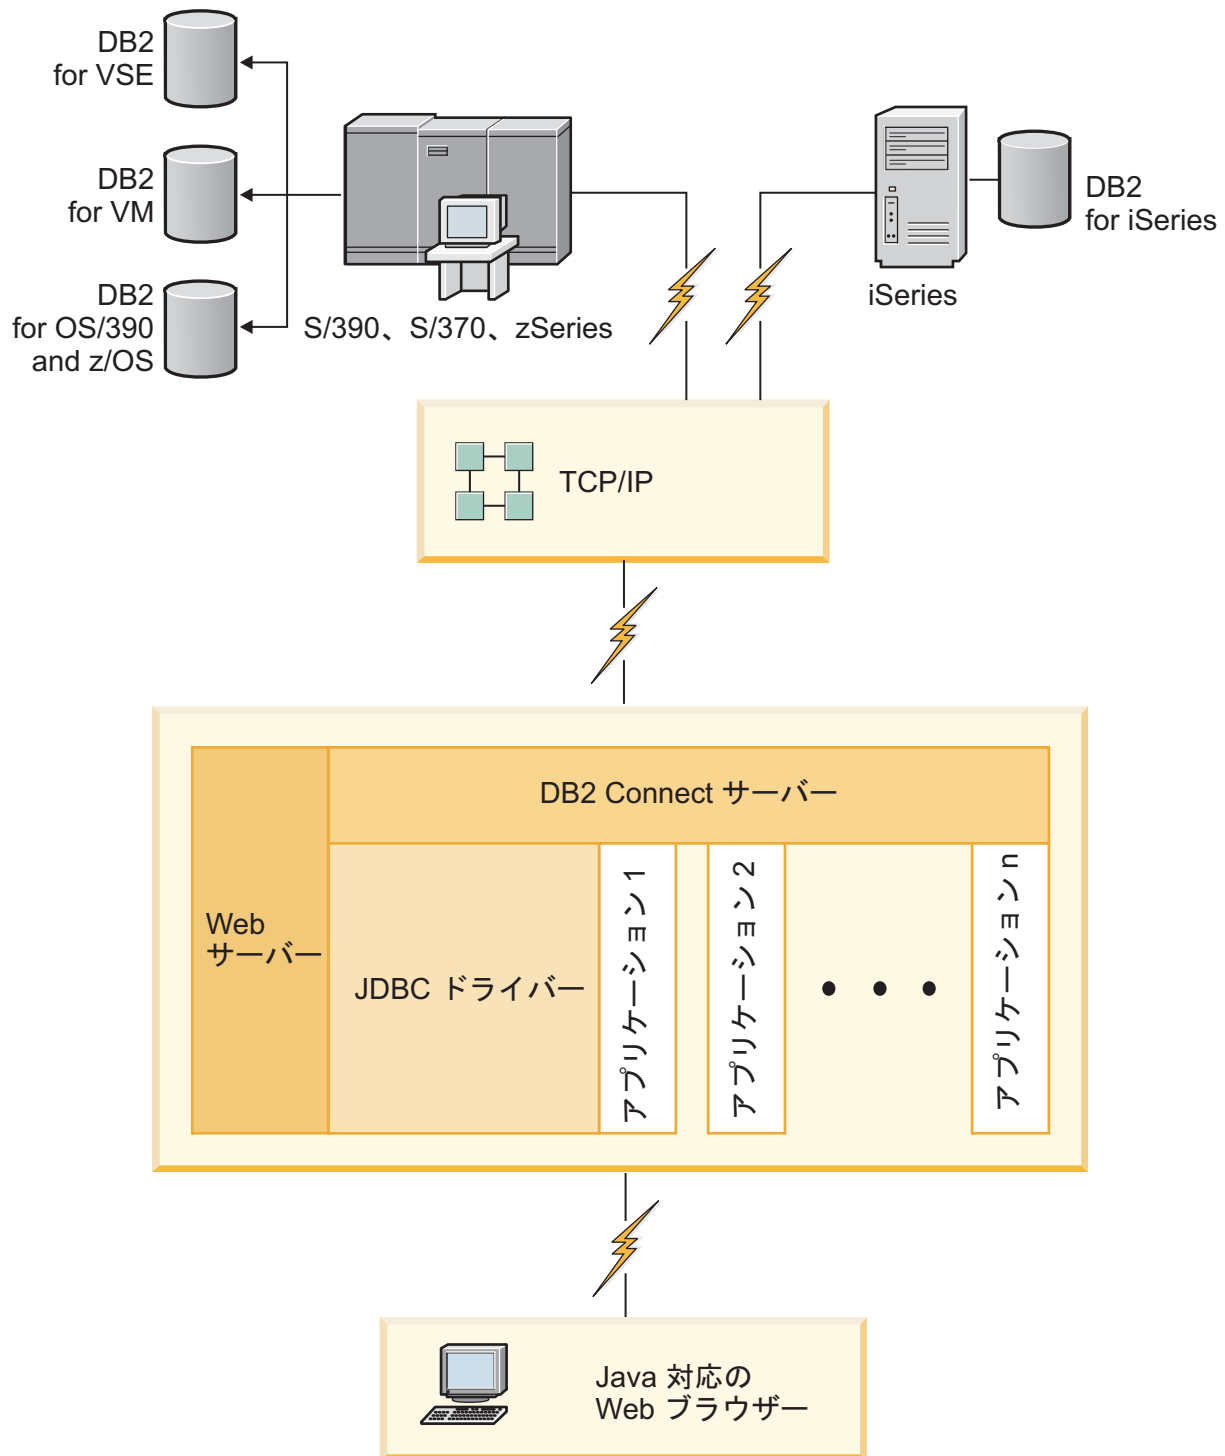 DB2
for VSE
DB2
for VM
DB2
for OS/390
and z/OS
S/390、S/370、zSeries
iSeries
DB2
for iSeries
TCP/IP
DB2 Connect サーバー
Web
サーバー
JDBC ドライバー
アプリケーション 1
アプリケーション 2
アプリケーション n
Java 対応の
Web ブラウザー